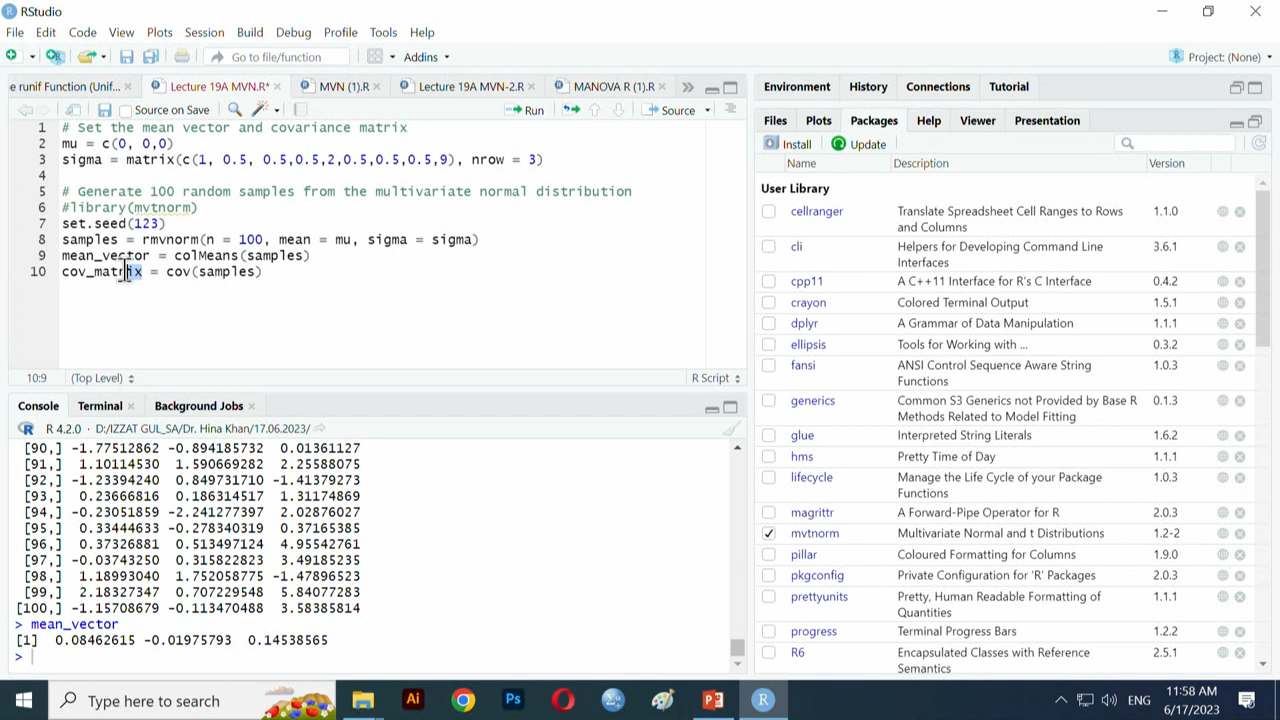 RStudio
File Edit Code View Plots Session Build Debug Profile Tools Help
Go to file/function Addins Project: (None)
e runif Function (Unif... Lecture 19A MVN.R* MVN (1).R Lecture 19A MVN-2.R MANOVA R (1).R
Source on Save Run Source
1 # Set the mean vector and covariance matrix
2 mu = c(0, 0,0)
3 sigma = matrix(c(1, 0.5, 0.5,0.5,2,0.5,0.5,0.5,9), nrow = 3)
4
5 # Generate 100 random samples from the multivariate normal distribution
6 #library(mvtnorm)
7 set.seed(123)
8 samples = rmvnorm(n = 100, mean = mu, sigma = sigma)
9 mean_vector = colMeans(samples)
10 cov_matrix = cov(samples)
10:9 (Top Level) R Script
Console Terminal Background Jobs
R 4.2.0 · D:/IZZAT GUL_SA/Dr. Hina Khan/17.06.2023/
[90,] -1.77512862 -0.894185732 0.01361127
[91,] 1.10114530 1.590669282 2.25588075
[92,] -1.23394240 0.849731710 -1.41379273
[93,] 0.23666816 0.186314517 1.31174869
[94,] -0.23051859 -2.241277397 2.02876027
[95,] 0.33444633 -0.278340319 0.37165385
[96,] 0.37326881 0.513497124 4.95542761
[97,] -0.03743250 0.315822823 3.49185235
[98,] 1.18993040 1.752058775 -1.47896523
[99,] 2.18327347 0.707229548 5.84077283
[100,] -1.15708679 -0.113470488 3.58385814
> mean_vector
[1] 0.08462615 -0.01975793 0.14538565
>
Environment History Connections Tutorial
Files Plots Packages Help Viewer Presentation
Install Update
Name Description Version
User Library
cellranger Translate Spreadsheet Cell Ranges to Rows 1.1.0
and Columns
cli Helpers for Developing Command Line 3.6.1
Interfaces
cpp11 A C++11 Interface for R's C Interface 0.4.2
crayon Colored Terminal Output 1.5.1
dplyr A Grammar of Data Manipulation 1.1.1
ellipsis Tools for Working with ... 0.3.2
fansi ANSI Control Sequence Aware String 1.0.3
Functions
generics Common S3 Generics not Provided by Base R 0.1.3
Methods Related to Model Fitting
glue Interpreted String Literals 1.6.2
hms Pretty Time of Day 1.1.1
lifecycle Manage the Life Cycle of your Package 1.0.3
Functions
magrittr A Forward-Pipe Operator for R 2.0.3
mvtnorm Multivariate Normal and t Distributions 1.2-2
pillar Coloured Formatting for Columns 1.9.0
pkgconfig Private Configuration for 'R' Packages 2.0.3
prettyunits Pretty, Human Readable Formatting of 1.1.1
Quantities
progress Terminal Progress Bars 1.2.2
R6 Encapsulated Classes with Reference 2.5.1
Semantics
Type here to search Ai Ps R ENG 11:58 AM
6/17/2023